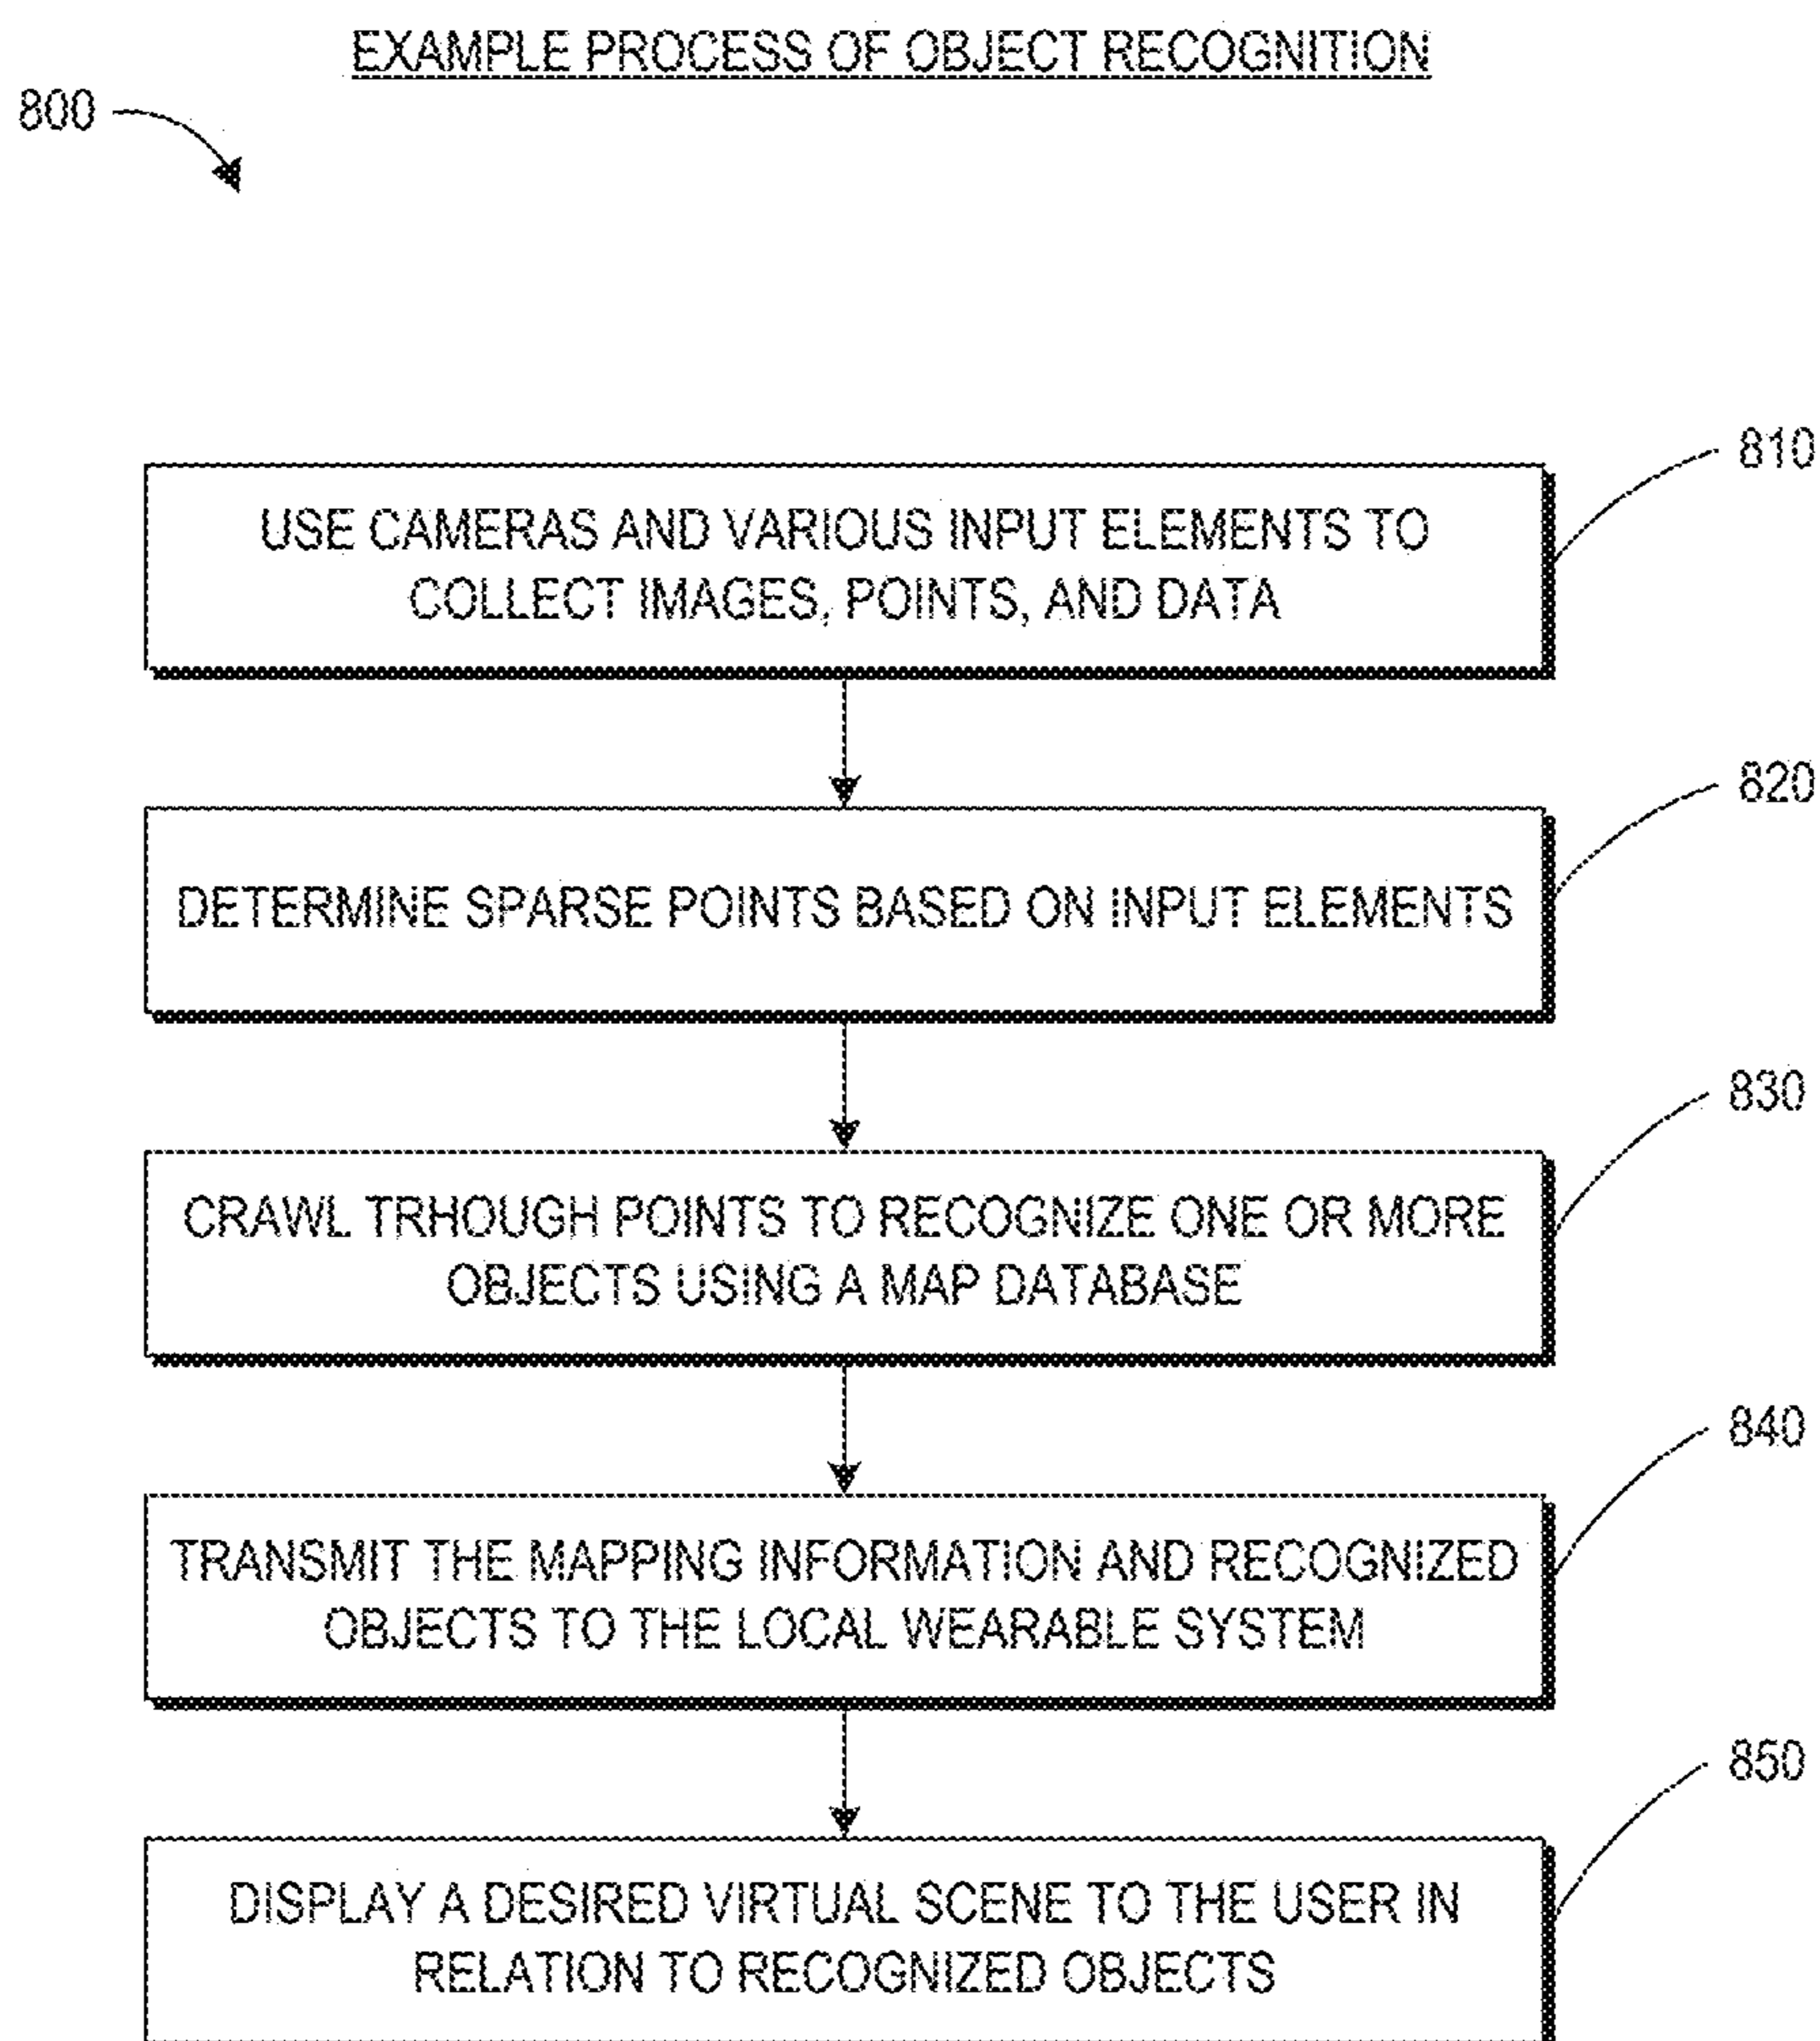 EXAMPLE PROCESS OF OBJECT RECOGNITION
800
810
USE CAMERAS AND VARIOUS INPUT ELEMENTS TO
COLLECT IMAGES, POINTS, AND DATA
820
DETERMINE SPARSE POINTS BASED ON INPUT ELEMENTS
830
CRAWL TRHOUGH POINTS TO RECOGNIZE ONE OR MORE
OBJECTS USING A MAP DATABASE
840
TRANSMIT THE MAPPING INFORMATION AND RECOGNIZED
OBJECTS TO THE LOCAL WEARABLE SYSTEM
850
DISPLAY A DESIRED VIRTUAL SCENE TO THE USER IN
RELATION TO RECOGNIZED OBJECTS